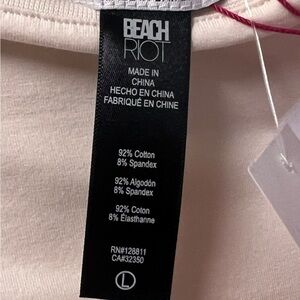 BEACH
RIOT
MADE IN
CHINA
HECHO EN CHINA
FABRIQUÉ EN CHINE
92% Cotton
8% Spandex
92% Algodón
8% Spandex
92% Coton
8% Élasthanne
RN#128811
CA#32350
L